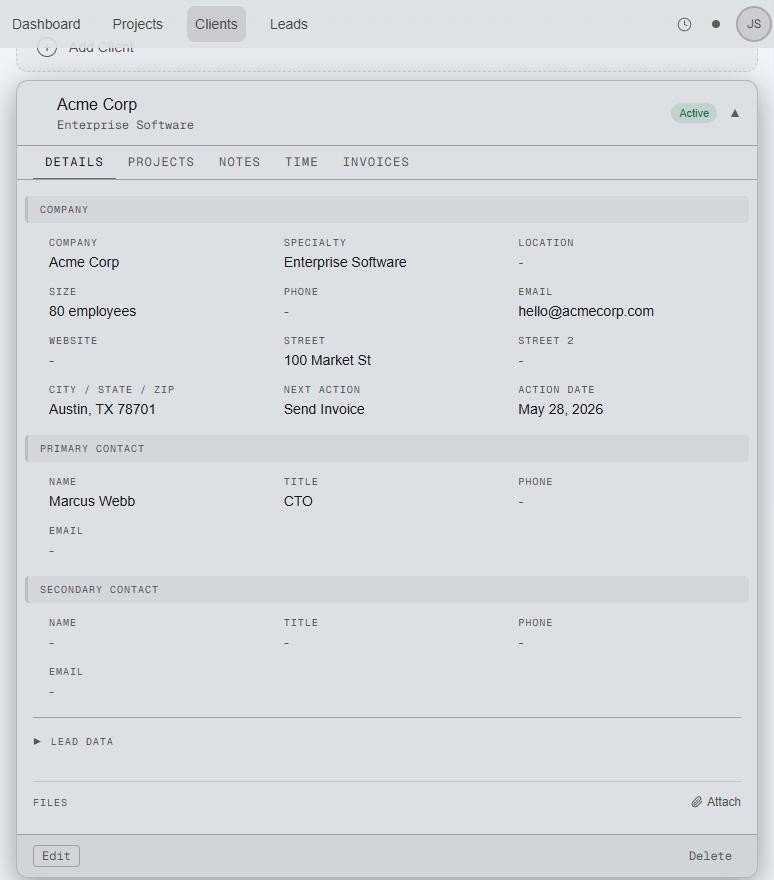 Dashboard Projects Clients Leads JS
Add Client
Acme Corp
Enterprise Software
Active ▲
DETAILS PROJECTS NOTES TIME INVOICES
COMPANY
COMPANY SPECIALTY LOCATION
Acme Corp Enterprise Software -
SIZE PHONE EMAIL
80 employees - hello@acmecorp.com
WEBSITE STREET STREET 2
- 100 Market St -
CITY / STATE / ZIP NEXT ACTION ACTION DATE
Austin, TX 78701 Send Invoice May 28, 2026
PRIMARY CONTACT
NAME TITLE PHONE
Marcus Webb CTO -
EMAIL
-
SECONDARY CONTACT
NAME TITLE PHONE
- - -
EMAIL
-
► LEAD DATA
FILES Attach
Edit Delete